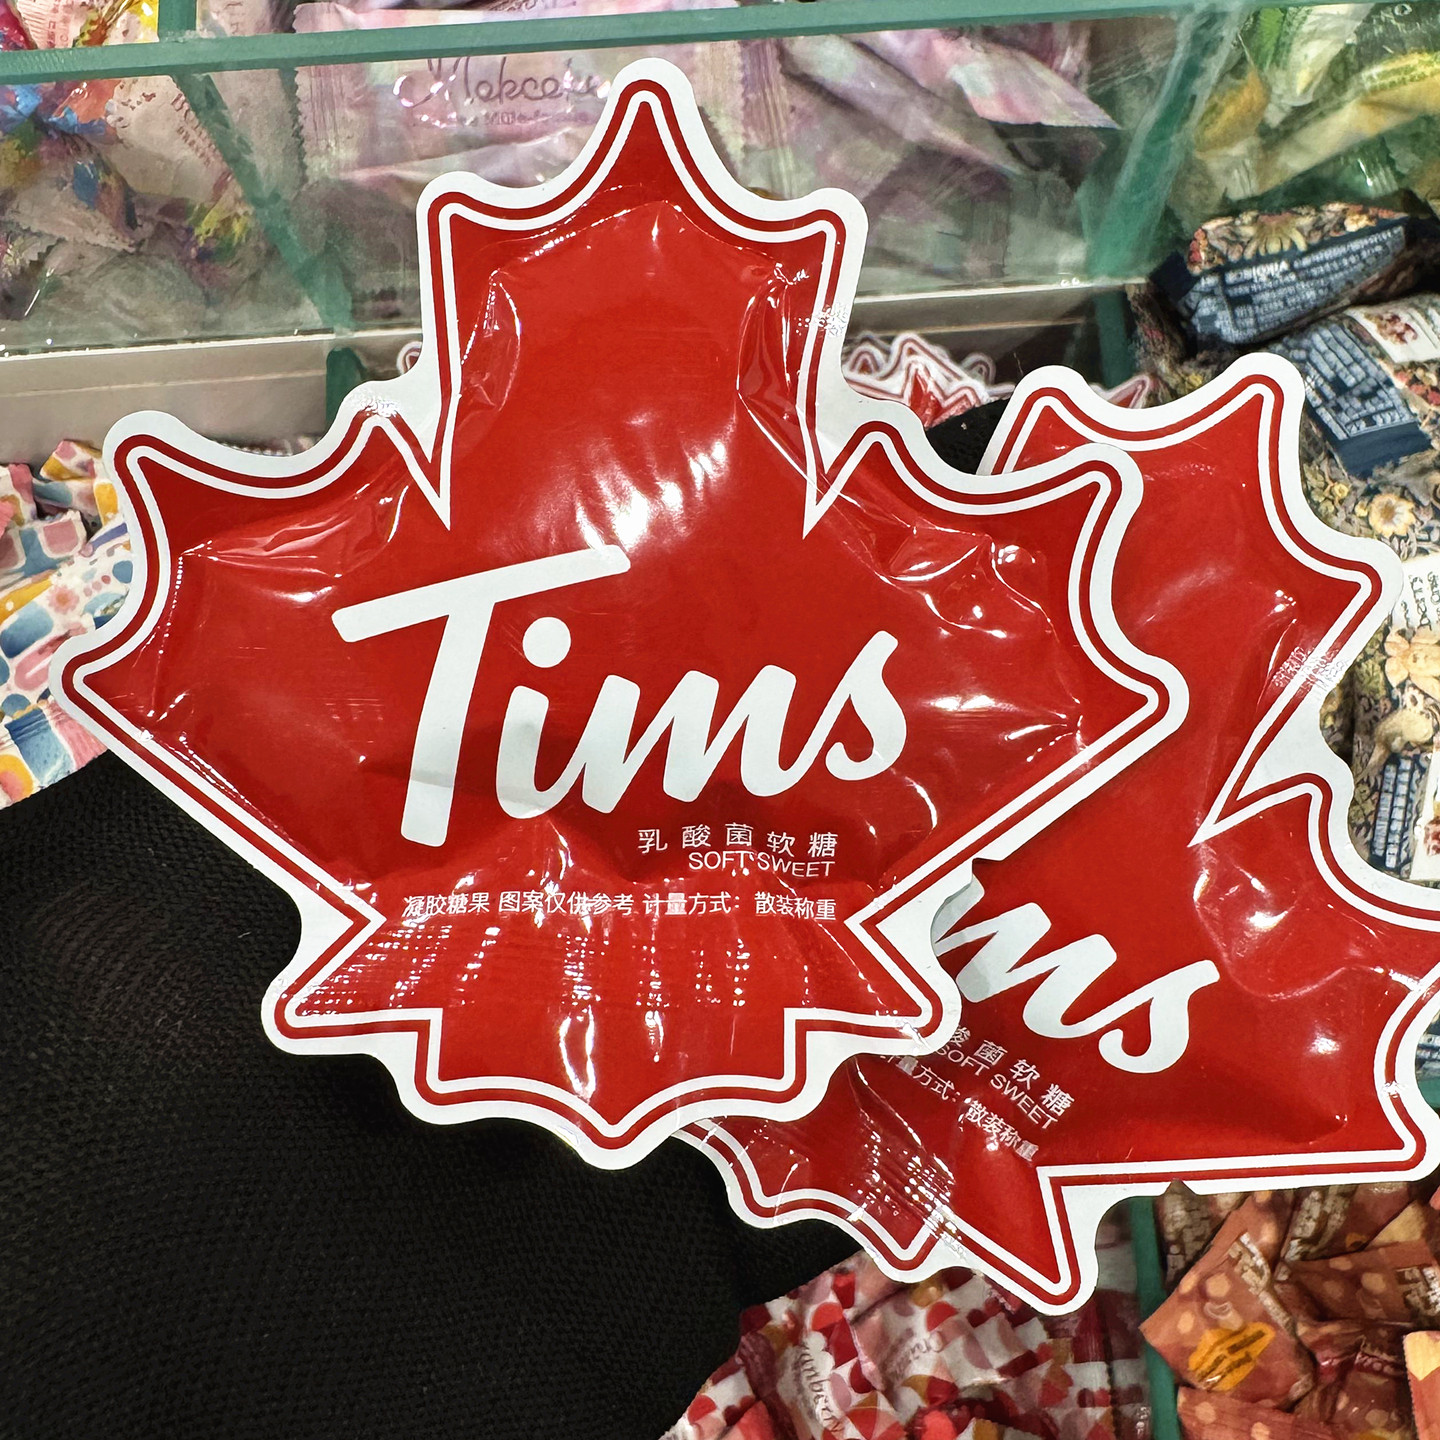 Tims
乳酸菌软糖
SOFT SWEET
凝胶糖果 图案仅供参考 计量方式：散装称重
ms
酸菌软糖
SOFT SWEET
计量方式：散装称重